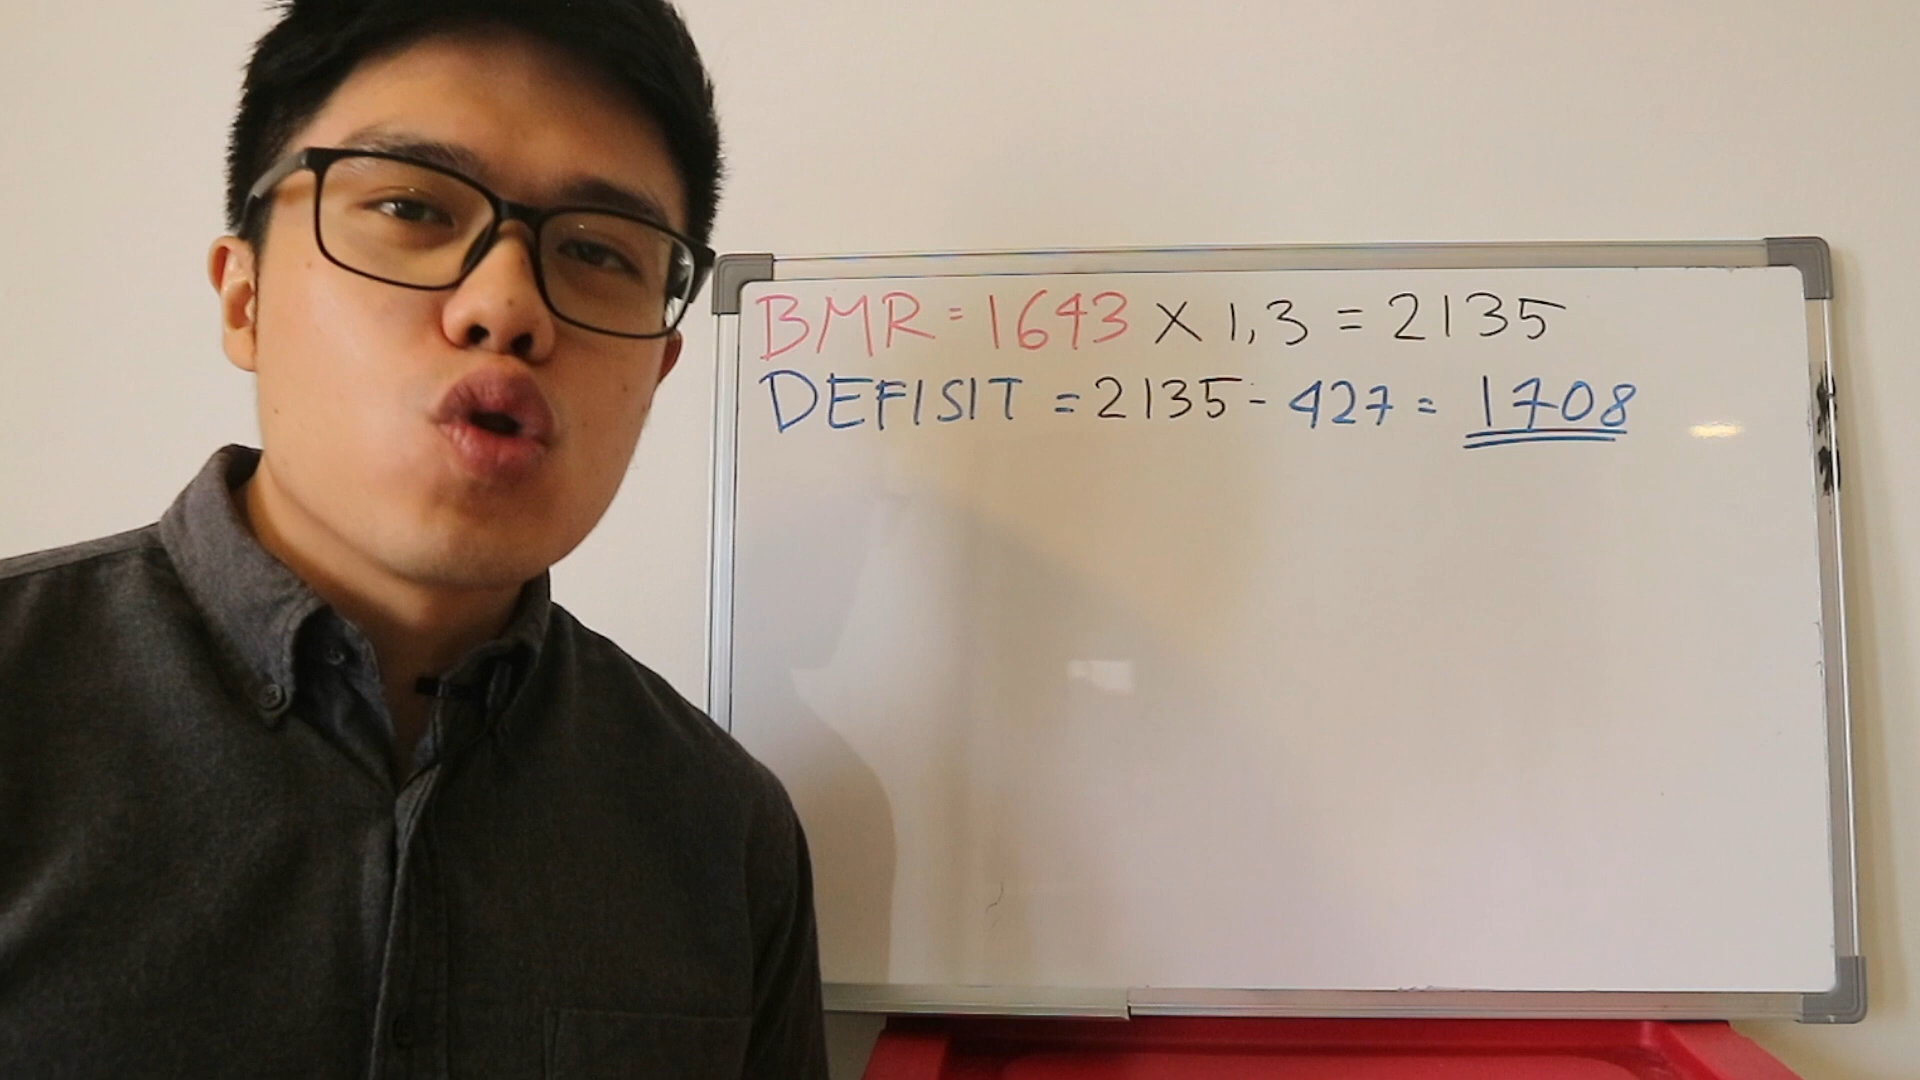 BMR = 1643 X 1,3 = 2135
DEFISIT = 2135 - 427 = 1708